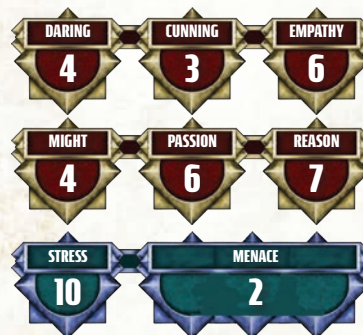 DARING CUNNING EMPATHY
4 3 6
MIGHT PASSION REASON
4 6 7
STRESS MENACE
10 2